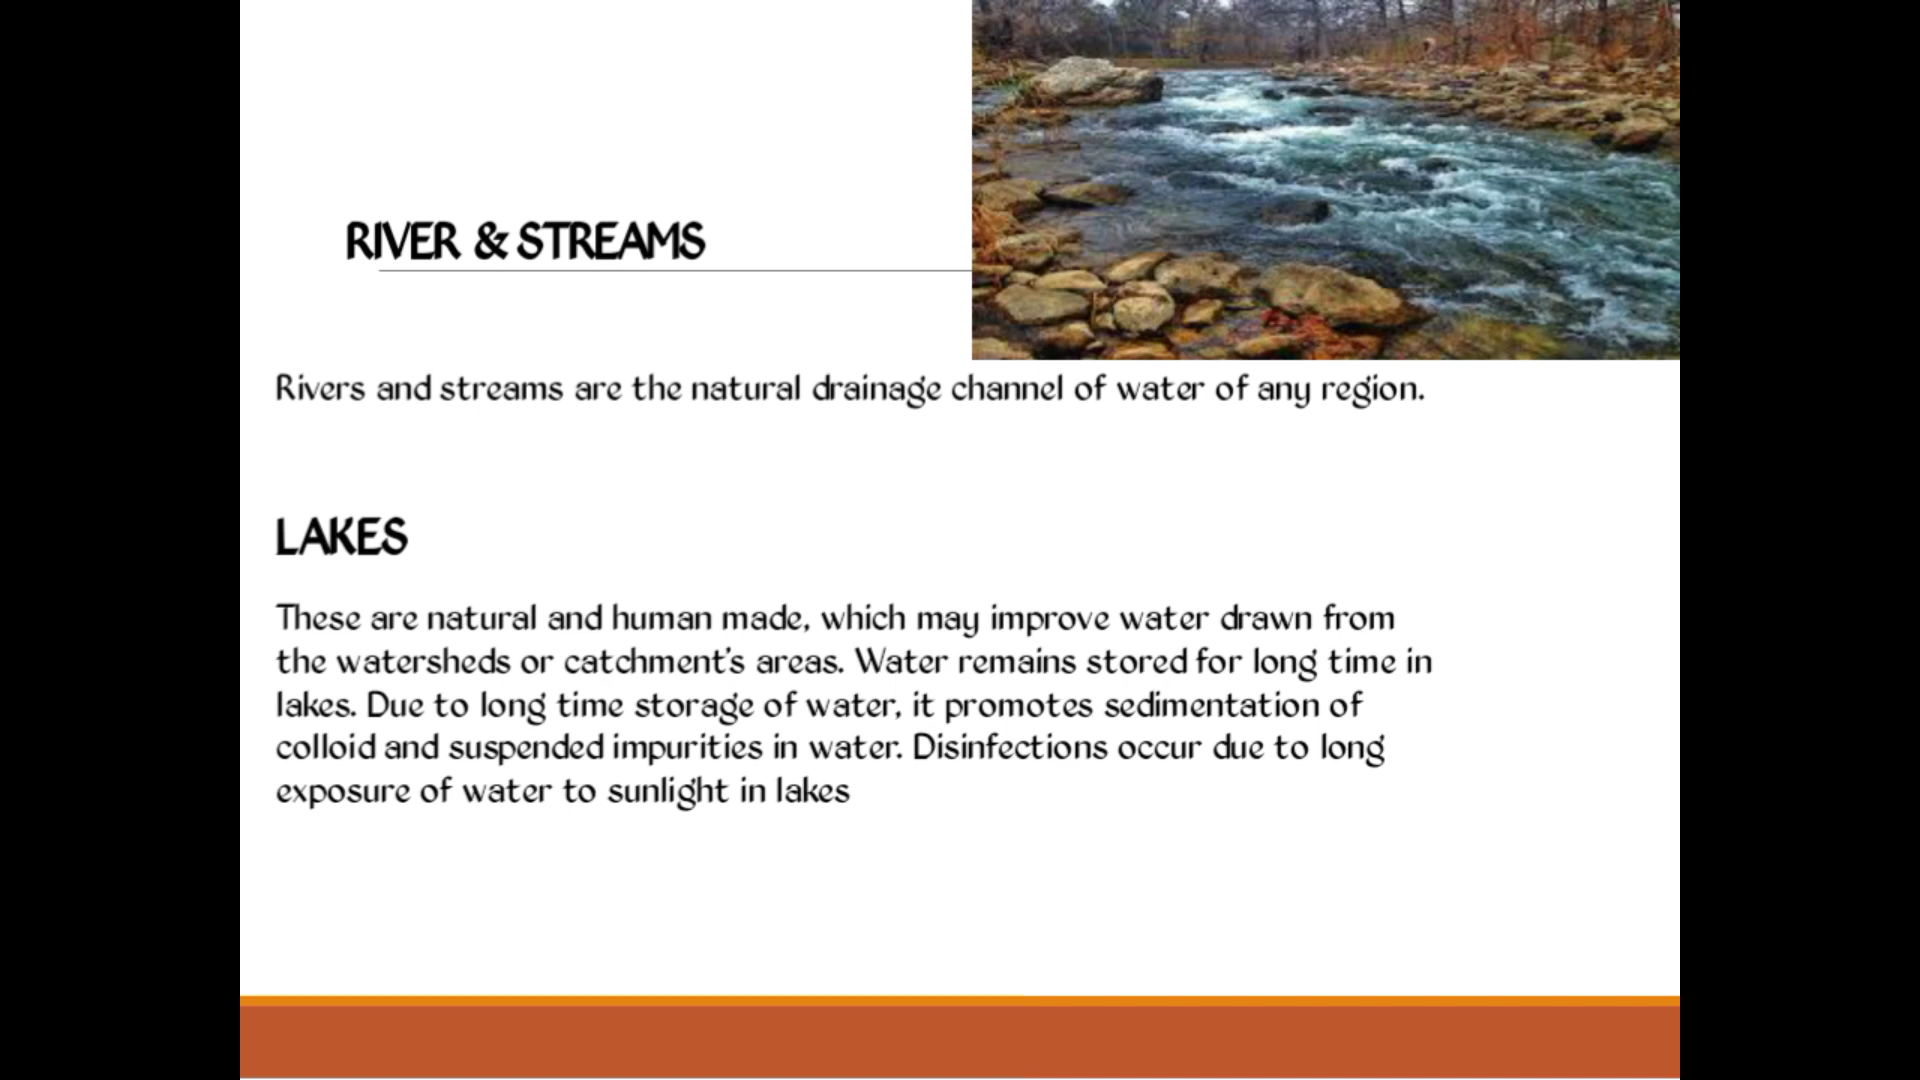 RIVER & STREAMS
Rivers and streams are the natural drainage channel of water of any region.
LAKES
These are natural and human made, which may improve water drawn from
the watersheds or catchment's areas. Water remains stored for long time in
lakes. Due to long time storage of water, it promotes sedimentation of
colloid and suspended impurities in water. Disinfections occur due to long
exposure of water to sunlight in lakes